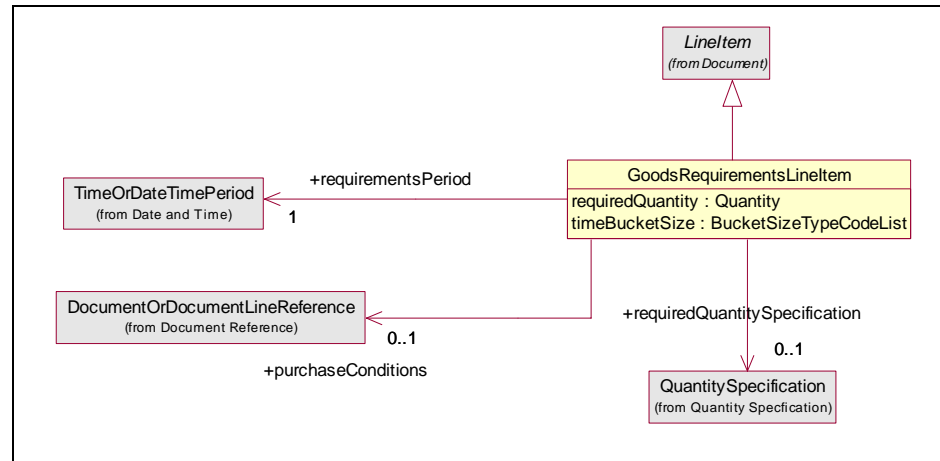 LineItem
(from Document)
GoodsRequirementsLineItem
requiredQuantity : Quantity
timeBucketSize : BucketSizeTypeCodeList
+requirementsPeriod
1
TimeOrDateTimePeriod
(from Date and Time)
DocumentOrDocumentLineReference
(from Document Reference)
0..1
+purchaseConditions
+requiredQuantitySpecification
0..1
QuantitySpecification
(from Quantity Specfication)